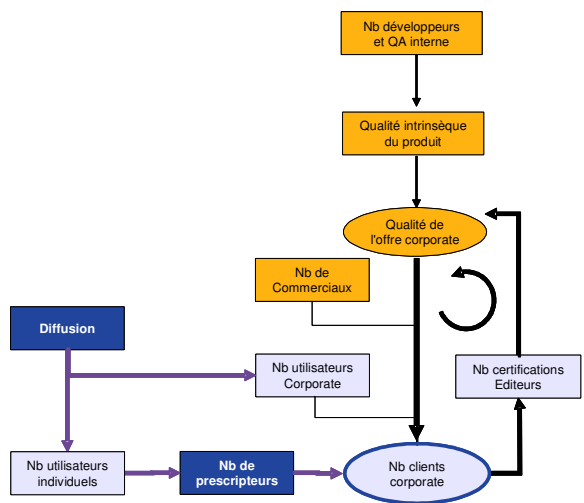 Nb développeurs
et QA interne
Qualité intrinsèque
du produit
Qualité de
l'offre corporate
Nb de
Commerciaux
Diffusion
Nb utilisateurs
Corporate
Nb certifications
Editeurs
Nb utilisateurs
individuels
Nb de
prescripteurs
Nb clients
corporate